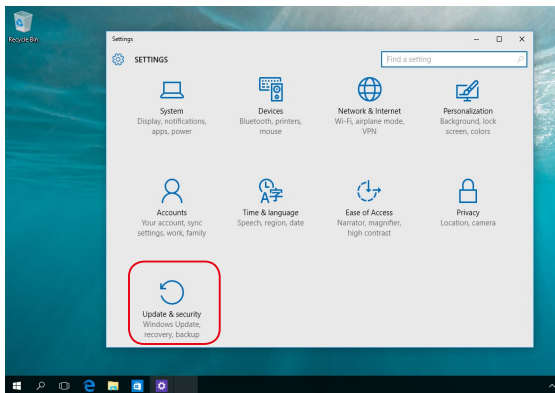 Recycle Bin
Settings
SETTINGS
Find a setting
System
Display, notifications,
apps, power
Devices
Bluetooth, printers,
mouse
Network & Internet
Wi-Fi, airplane mode,
VPN
Personalization
Background, lock
screen, colors
Accounts
Your account, sync
settings, work, family
Time & language
Speech, region, date
Ease of Access
Narrator, magnifier,
high contrast
Privacy
Location, camera
Update & security
Windows Update,
recovery, backup